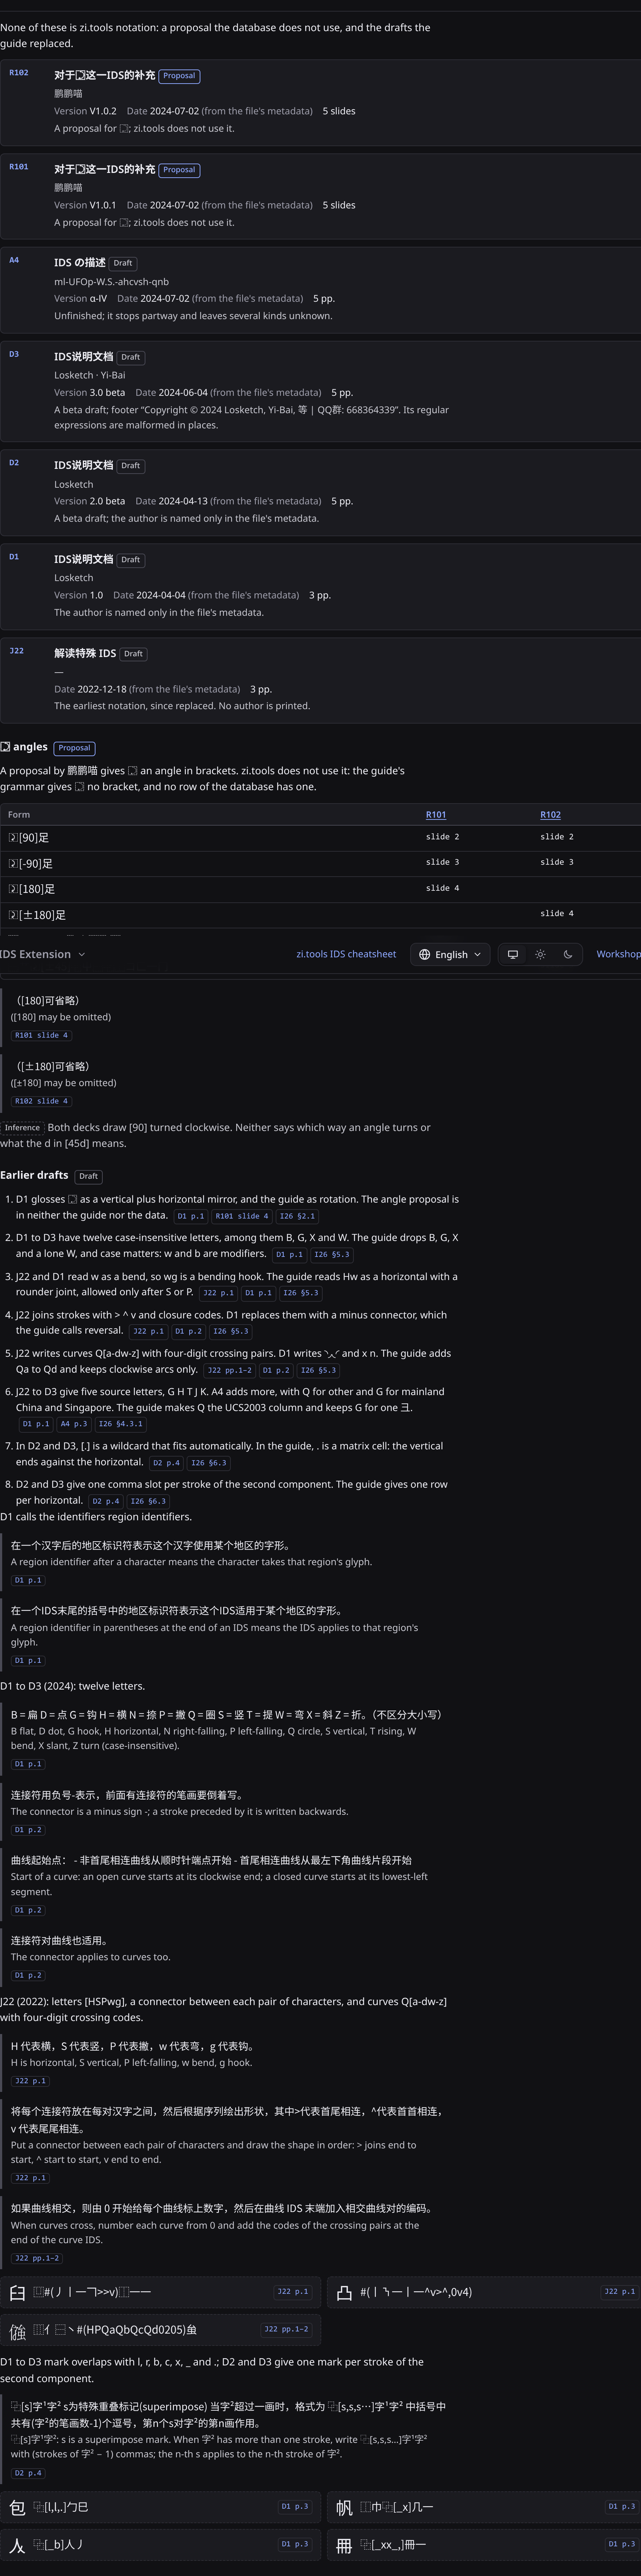 None of these is zi.tools notation: a proposal the database does not use, and the drafts the
guide replaced.
R102
对于⿿这一IDS的补充 Proposal
鹏鹏喵
Version V1.0.2 Date 2024-07-02 (from the file's metadata) 5 slides
A proposal for ⿿; zi.tools does not use it.
R101
对于⿿这一IDS的补充 Proposal
鹏鹏喵
Version V1.0.1 Date 2024-07-02 (from the file's metadata) 5 slides
A proposal for ⿿; zi.tools does not use it.
A4
IDS の描述 Draft
ml-UFOp-W.S.-ahcvsh-qnb
Version α-IV Date 2024-07-02 (from the file's metadata) 5 pp.
Unfinished; it stops partway and leaves several kinds unknown.
D3
IDS说明文档 Draft
Losketch · Yi-Bai
Version 3.0 beta Date 2024-06-04 (from the file's metadata) 5 pp.
A beta draft; footer “Copyright © 2024 Losketch, Yi-Bai, 等 | QQ群: 668364339”. Its regular
expressions are malformed in places.
D2
IDS说明文档 Draft
Losketch
Version 2.0 beta Date 2024-04-13 (from the file's metadata) 5 pp.
A beta draft; the author is named only in the file's metadata.
D1
IDS说明文档 Draft
Losketch
Version 1.0 Date 2024-04-04 (from the file's metadata) 3 pp.
The author is named only in the file's metadata.
J22
解读特殊 IDS Draft
—
Date 2022-12-18 (from the file's metadata) 3 pp.
The earliest notation, since replaced. No author is printed.
⿿ angles Proposal
A proposal by 鹏鹏喵 gives ⿿ an angle in brackets. zi.tools does not use it: the guide's
grammar gives ⿿ no bracket, and no row of the database has one.
Form R101 R102
⿿[90]足 slide 2 slide 2
⿿[-90]足 slide 3 slide 3
⿿[180]足 slide 4
⿿[±180]足 slide 4
IDS Extension zi.tools IDS cheatsheet English Workshop
（[180]可省略）
([180] may be omitted)
R101 slide 4
（[±180]可省略）
([±180] may be omitted)
R102 slide 4
Inference Both decks draw [90] turned clockwise. Neither says which way an angle turns or
what the d in [45d] means.
Earlier drafts Draft
1. D1 glosses ⿿ as a vertical plus horizontal mirror, and the guide as rotation. The angle proposal is
in neither the guide nor the data. D1 p.1 R101 slide 4 I26 §2.1
2. D1 to D3 have twelve case-insensitive letters, among them B, G, X and W. The guide drops B, G, X
and a lone W, and case matters: w and b are modifiers. D1 p.1 I26 §5.3
3. J22 and D1 read w as a bend, so wg is a bending hook. The guide reads Hw as a horizontal with a
rounder joint, allowed only after S or P. J22 p.1 D1 p.1 I26 §5.3
4. J22 joins strokes with > ^ v and closure codes. D1 replaces them with a minus connector, which
the guide calls reversal. J22 p.1 D1 p.2 I26 §5.3
5. J22 writes curves Q[a-dw-z] with four-digit crossing pairs. D1 writes and x n. The guide adds
Qa to Qd and keeps clockwise arcs only. J22 pp.1–2 D1 p.2 I26 §5.3
6. J22 to D3 give five source letters, G H T J K. A4 adds more, with Q for other and G for mainland
China and Singapore. The guide makes Q the UCS2003 column and keeps G for one 彐.
D1 p.1 A4 p.3 I26 §4.3.1
7. In D2 and D3, [.] is a wildcard that fits automatically. In the guide, . is a matrix cell: the vertical
ends against the horizontal. D2 p.4 I26 §6.3
8. D2 and D3 give one comma slot per stroke of the second component. The guide gives one row
per horizontal. D2 p.4 I26 §6.3
D1 calls the identifiers region identifiers.
在一个汉字后的地区标识符表示这个汉字使用某个地区的字形。
A region identifier after a character means the character takes that region's glyph.
D1 p.1
在一个IDS末尾的括号中的地区标识符表示这个IDS适用于某个地区的字形。
A region identifier in parentheses at the end of an IDS means the IDS applies to that region's
glyph.
D1 p.1
D1 to D3 (2024): twelve letters.
B = 扁 D = 点 G = 钩 H = 横 N = 捺 P = 撇 Q = 圈 S = 竖 T = 提 W = 弯 X = 斜 Z = 折。（不区分大小写）
B flat, D dot, G hook, H horizontal, N right-falling, P left-falling, Q circle, S vertical, T rising, W
bend, X slant, Z turn (case-insensitive).
D1 p.1
连接符用负号-表示，前面有连接符的笔画要倒着写。
The connector is a minus sign -; a stroke preceded by it is written backwards.
D1 p.2
曲线起始点： - 非首尾相连曲线从顺时针端点开始 - 首尾相连曲线从最左下角曲线片段开始
Start of a curve: an open curve starts at its clockwise end; a closed curve starts at its lowest-left
segment.
D1 p.2
连接符对曲线也适用。
The connector applies to curves too.
D1 p.2
J22 (2022): letters [HSPwg], a connector between each pair of characters, and curves Q[a-dw-z]
with four-digit crossing codes.
H 代表横，S 代表竖，P 代表撇，w 代表弯，g 代表钩。
H is horizontal, S vertical, P left-falling, w bend, g hook.
J22 p.1
将每个连接符放在每对汉字之间，然后根据序列绘出形状，其中>代表首尾相连，^代表首首相连，
v 代表尾尾相连。
Put a connector between each pair of characters and draw the shape in order: > joins end to
start, ^ start to start, v end to end.
J22 p.1
如果曲线相交，则由 0 开始给每个曲线标上数字，然后在曲线 IDS 末端加入相交曲线对的编码。
When curves cross, number each curve from 0 and add the codes of the crossing pairs at the
end of the curve IDS.
J22 pp.1–2
J22 p.1
凸 J22 p.1
J22 pp.1–2
D1 to D3 mark overlaps with l, r, b, c, x, _ and .; D2 and D3 give one mark per stroke of the
second component.
⿻[s]字¹字² s为特殊重叠标记(superimpose) 当字²超过一画时，格式为 ⿻[s,s,s…]字¹字² 中括号中
共有(字²的笔画数-1)个逗号，第n个s对字²的第n画作用。
⿻[s]字¹字²: s is a superimpose mark. When 字² has more than one stroke, write ⿻[s,s,s…]字¹字²
with (strokes of 字² − 1) commas; the n-th s applies to the n-th stroke of 字².
D2 p.4
包 ⿻[l,l,.]勹巳 D1 p.3
帆 ⿰巾⿻[_x]几一 D1 p.3
⿻[_b]人丿 D1 p.3
冊 ⿻[_xx_,]冊一 D1 p.3